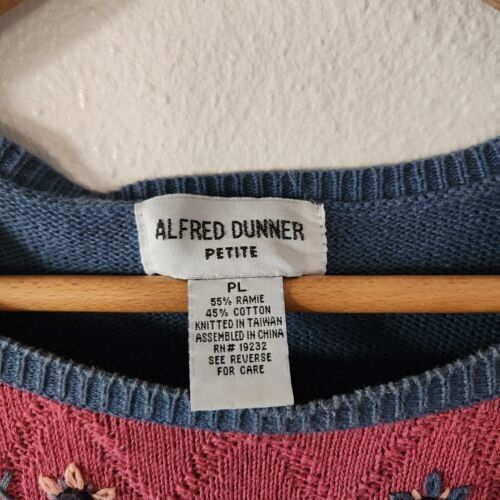 ALFRED DUNNER
PETITE
PL
55% RAMIE
45% COTTON
KNITTED IN TAIWAN
ASSEMBLED IN CHINA
RN# 19232
SEE REVERSE
FOR CARE